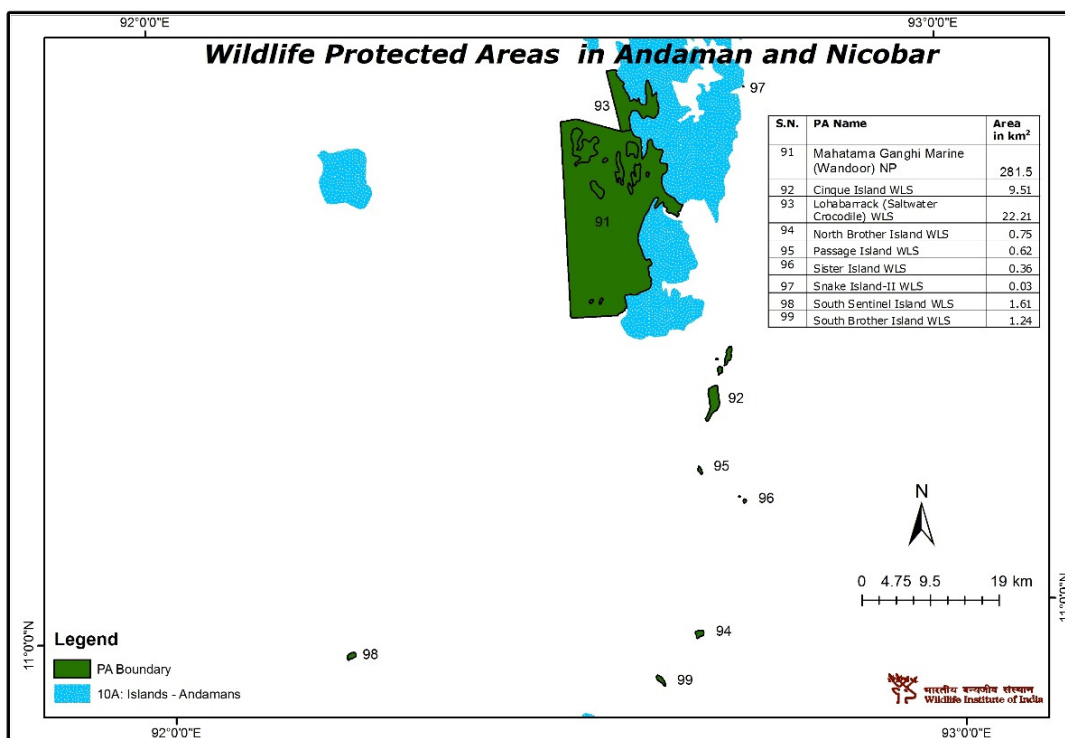 92°0'0"E
93°0'0"E
Wildlife Protected Areas in Andaman and Nicobar
97
93
S.N. PA Name Area in km²
91 Mahatama Ganghi Marine (Wandoor) NP 281.5
92 Cinque Island WLS 9.51
93 Lohabarrack (Saltwater Crocodile) WLS 22.21
94 North Brother Island WLS 0.75
95 Passage Island WLS 0.62
96 Sister Island WLS 0.36
97 Snake Island-II WLS 0.03
98 South Sentinel Island WLS 1.61
99 South Brother Island WLS 1.24
91
92
95
96
N
0 4.75 9.5 19 km
11°0'0"N
11°0'0"N
94
98
99
Legend
PA Boundary
10A: Islands - Andamans
भारतीय वन्यजीव संस्थान
Wildlife Institute of India
92°0'0"E
93°0'0"E